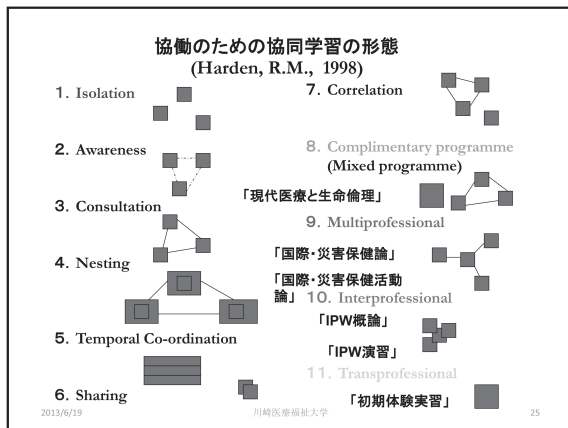 協働のための協同学習の形態
(Harden, R.M., 1998)
1. Isolation
2. Awareness
3. Consultation
4. Nesting
5. Temporal Co-ordination
6. Sharing
7. Correlation
8. Complimentary programme
(Mixed programme)
「現代医療と生命倫理」
9. Multiprofessional
「国際・災害保健論」
「国際・災害保健活動
論」
10. Interprofessional
「IPW概論」
「IPW演習」
11. Transprofessional
「初期体験実習」
2013/6/19
川崎医療福祉大学
25